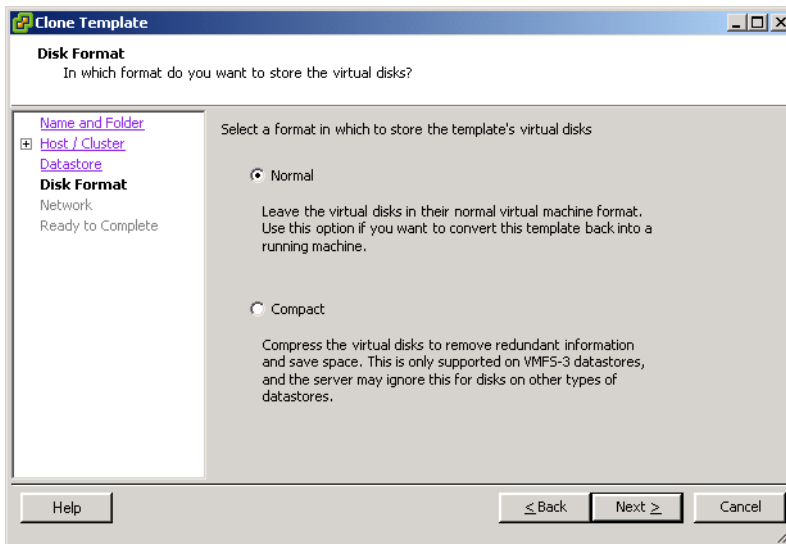 Clone Template
Disk Format
In which format do you want to store the virtual disks?
Name and Folder
Host / Cluster
Datastore
Disk Format
Network
Ready to Complete
Select a format in which to store the template's virtual disks
Normal
Leave the virtual disks in their normal virtual machine format.
Use this option if you want to convert this template back into a
running machine.
Compact
Compress the virtual disks to remove redundant information
and save space. This is only supported on VMFS-3 datastores,
and the server may ignore this for disks on other types of
datastores.
Help
< Back
Next >
Cancel